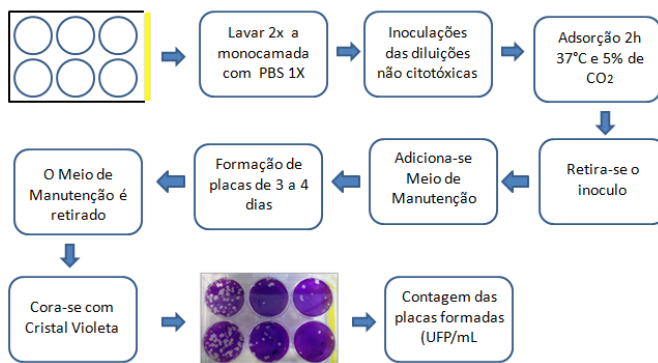 Lavar 2x a
monocamada
com PBS 1X
Inoculações
das diluições
não citotóxicas
Adsorção 2h
37°C e 5% de
CO2
Retira-se o
inoculo
Adiciona-se
Meio de
Manutenção
Formação de
placas de 3 a 4
dias
O Meio de
Manutenção é
retirado
Cora-se com
Cristal Violeta
Contagem das
placas formadas
(UFP/mL